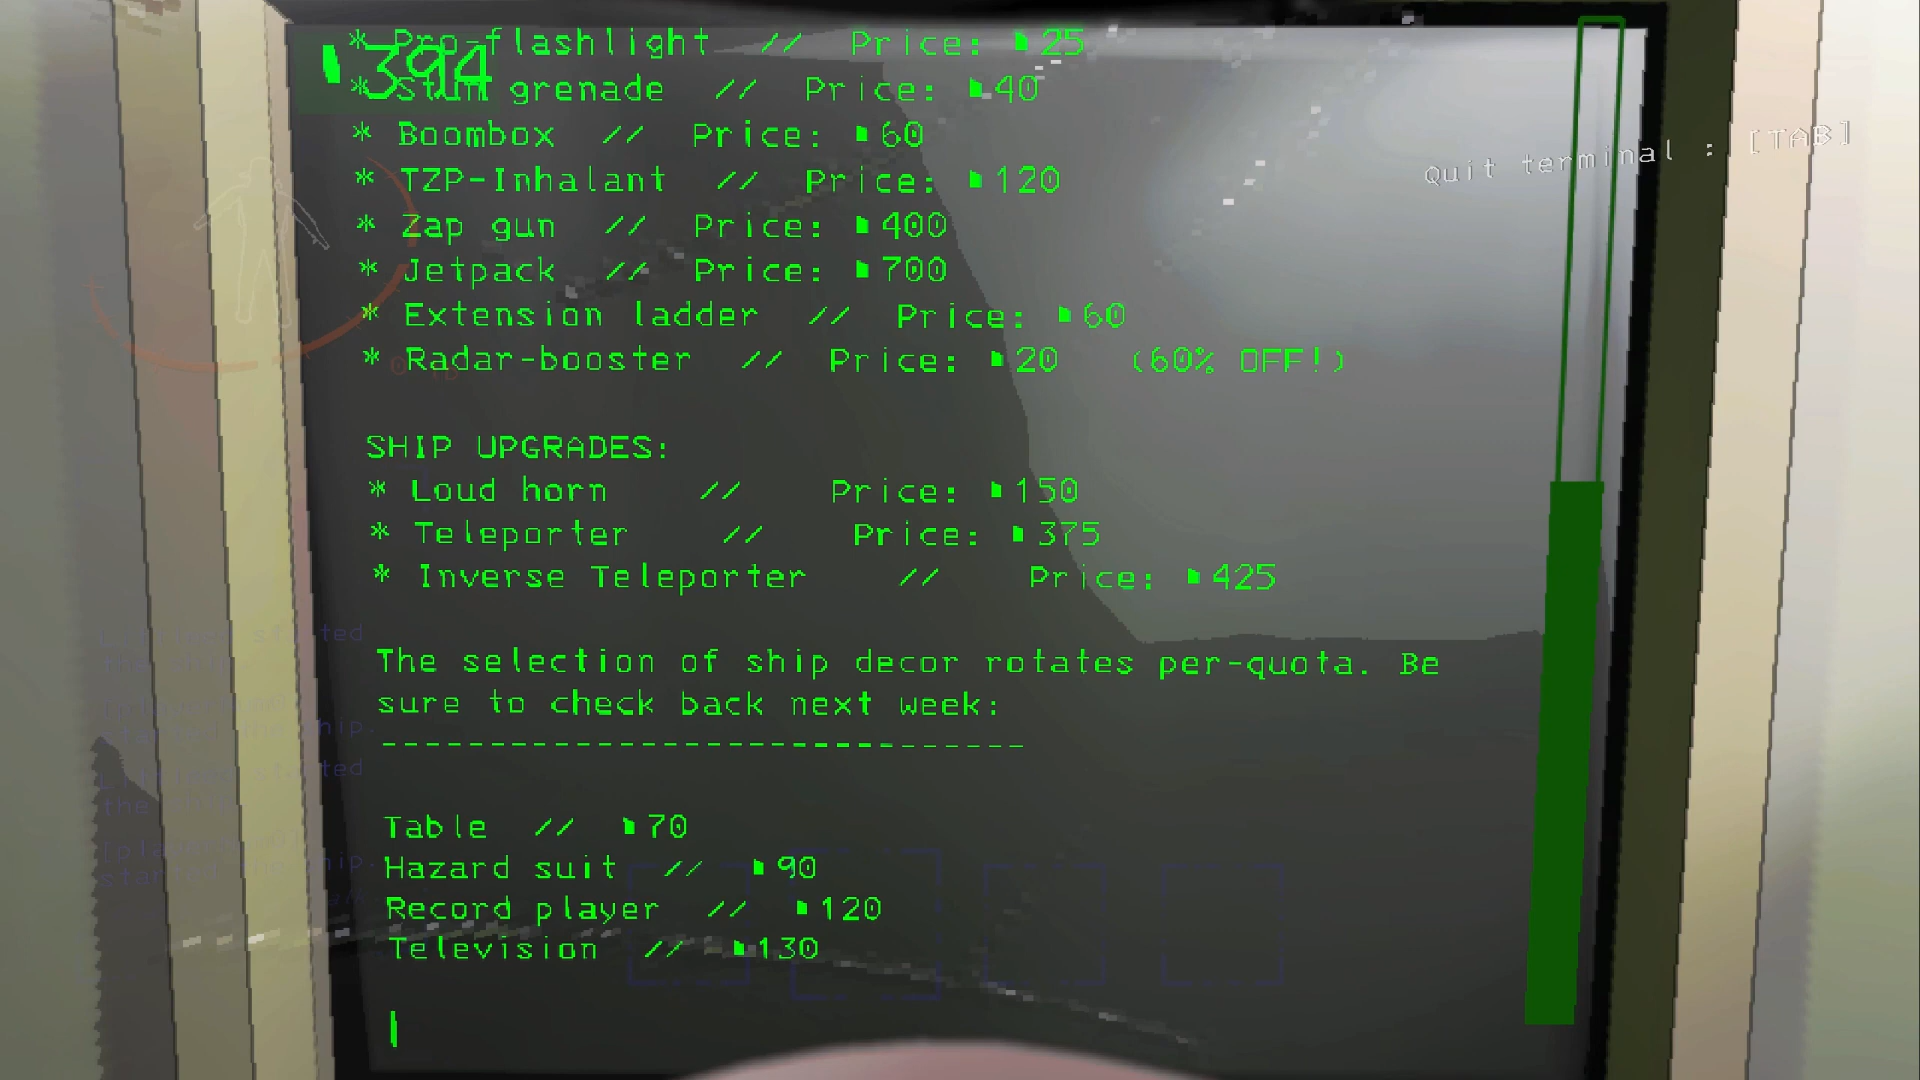 * Pro-flashlight // Price: 25
394
* Stun grenade // Price: 40
* Boombox // Price: 60
* TZP-Inhalant // Price: 120
* Zap gun // Price: 400
* Jetpack // Price: 700
* Extension ladder // Price: 60
* Radar-booster // Price: 20 (60% OFF!)
Quit terminal : [TAB]
SHIP UPGRADES:
* Loud horn // Price: 150
* Teleporter // Price: 375
* Inverse Teleporter // Price: 425
The selection of ship decor rotates per-quota. Be
sure to check back next week:
------------------------------
Table // 70
Hazard suit // 90
Record player // 120
Television // 130